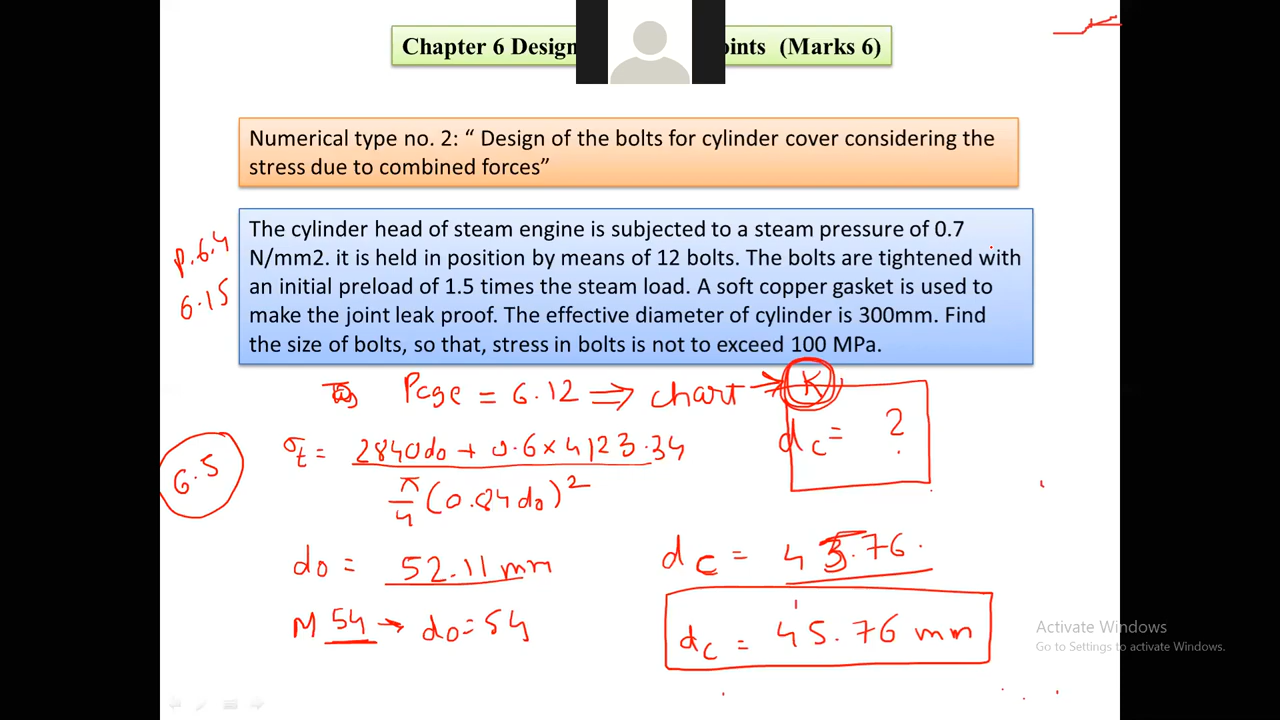 Chapter 6 Design oints (Marks 6)
Numerical type no. 2: “ Design of the bolts for cylinder cover considering the
stress due to combined forces”
The cylinder head of steam engine is subjected to a steam pressure of 0.7
N/mm2. it is held in position by means of 12 bolts. The bolts are tightened with
an initial preload of 1.5 times the steam load. A soft copper gasket is used to
make the joint leak proof. The effective diameter of cylinder is 300mm. Find
the size of bolts, so that, stress in bolts is not to exceed 100 MPa.
P.6.4
6.15
Page = 6.12 ⇒ chart → K
dc = ?
6.5
σt = 2840do + 0.6 × 4123.34
π/4 (0.84do)²
do = 52.11 mm
dc = 43.76.
M 54 → do = 54
dc = 45.76 mm
Activate Windows
Go to Settings to activate Windows.